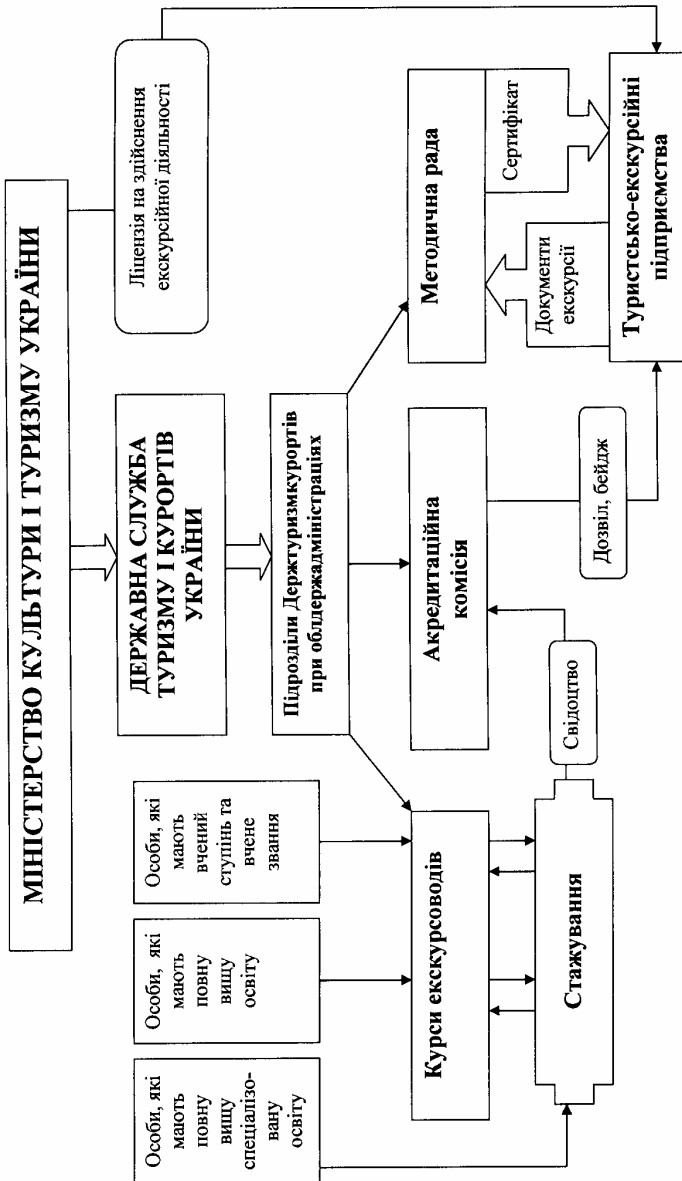 МІНІСТЕРСТВО КУЛЬТУРИ І ТУРИЗМУ УКРАЇНИ
Ліцензія на здійснення
екскурсійної діяльності
ДЕРЖАВНА СЛУЖБА
ТУРИЗМУ І КУРОРТІВ
УКРАЇНИ
Підрозділи Держтуризмкурортів
при облдержадміністраціях
Особи, які
мають
повну
вищу
спеціалізо-
вану
освіту
Особи, які
мають
повну
вищу
освіту
Особи, які
мають
вчений
ступінь та
вчене
звання
Курси екскурсоводів
Акредитаційна
комісія
Методична рада
Стажування
Свідоцтво
Дозвіл, бейдж
Документи
екскурсії
Сертифікат
Туристсько-екскурсійні
підприємства